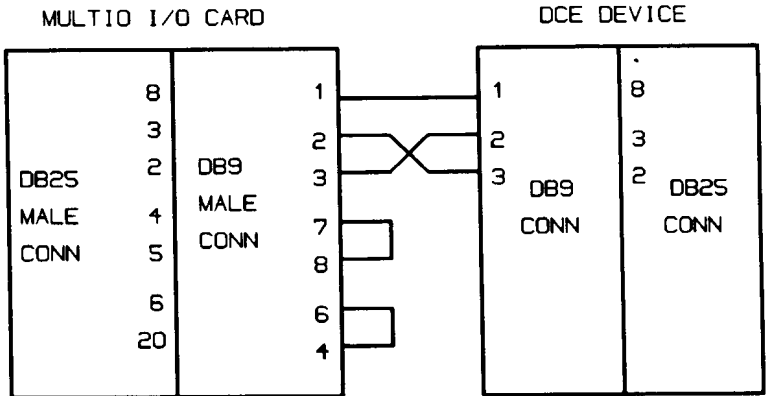 MULTIO I/O CARD
DCE DEVICE
8 1 1 8
3 2 2 3
2 3 3 2
DB25 MALE CONN
DB9 MALE CONN
DB9 CONN
DB25 CONN
4 7
5 8
6 6
20 4